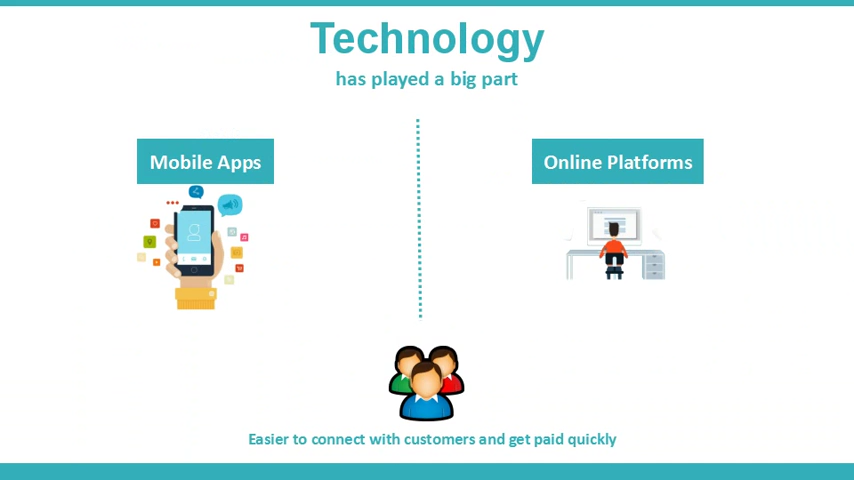 Technology
has played a big part
Mobile Apps
Online Platforms
Easier to connect with customers and get paid quickly